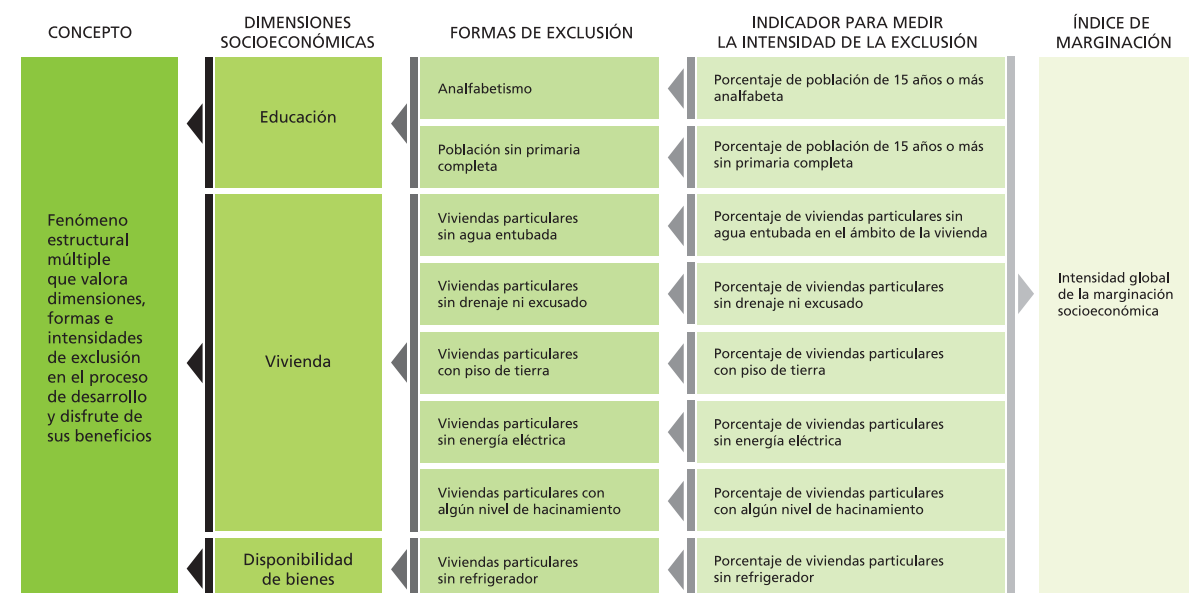 CONCEPTO
DIMENSIONES
SOCIOECONÓMICAS
FORMAS DE EXCLUSIÓN
INDICADOR PARA MEDIR
LA INTENSIDAD DE LA EXCLUSIÓN
ÍNDICE DE
MARGINACIÓN
Fenómeno
estructural
múltiple
que valora
dimensiones,
formas e
intensidades
de exclusión
en el proceso
de desarrollo
y disfrute de
sus beneficios
Educación
Analfabetismo
Porcentaje de población de 15 años o más
analfabeta
Población sin primaria
completa
Porcentaje de población de 15 años o más
sin primaria completa
Vivienda
Viviendas particulares
sin agua entubada
Porcentaje de viviendas particulares sin
agua entubada en el ámbito de la vivienda
Viviendas particulares
sin drenaje ni excusado
Porcentaje de viviendas particulares
sin drenaje ni excusado
Viviendas particulares
con piso de tierra
Porcentaje de viviendas particulares
con piso de tierra
Viviendas particulares
sin energía eléctrica
Porcentaje de viviendas particulares
sin energía eléctrica
Viviendas particulares con
algún nivel de hacinamiento
Porcentaje de viviendas particulares
con algún nivel de hacinamiento
Disponibilidad
de bienes
Viviendas particulares
sin refrigerador
Porcentaje de viviendas particulares
sin refrigerador
Intensidad global
de la marginación
socioeconómica